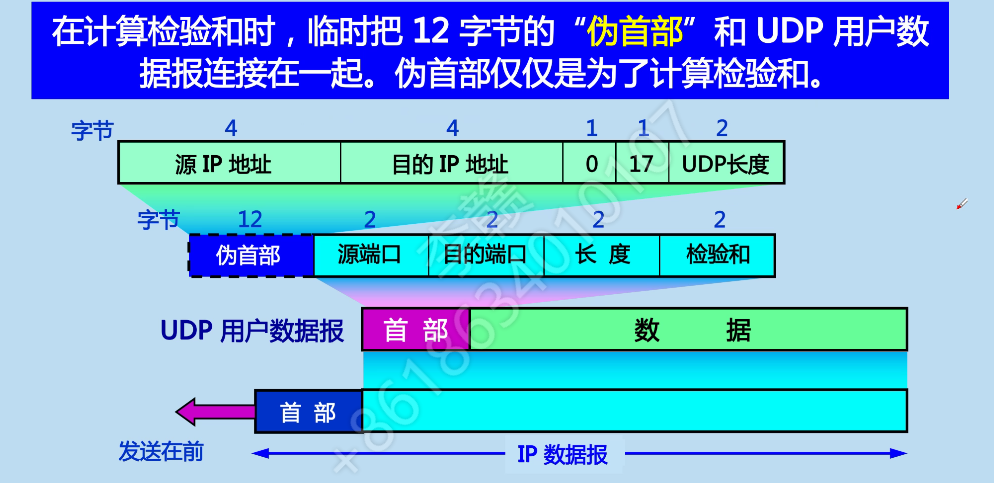 在计算检验和时，临时把 12 字节的“伪首部”和 UDP 用户数
据报连接在一起。伪首部仅仅是为了计算检验和。
字节 4 4 1 1 2
源 IP 地址 目的 IP 地址 0 17 UDP长度
字节 12 2 2 2 2
伪首部 源端口 目的端口 长 度 检验和
UDP 用户数据报 首 部 数 据
首 部
发送在前 IP 数据报
李赣
+8618634010107